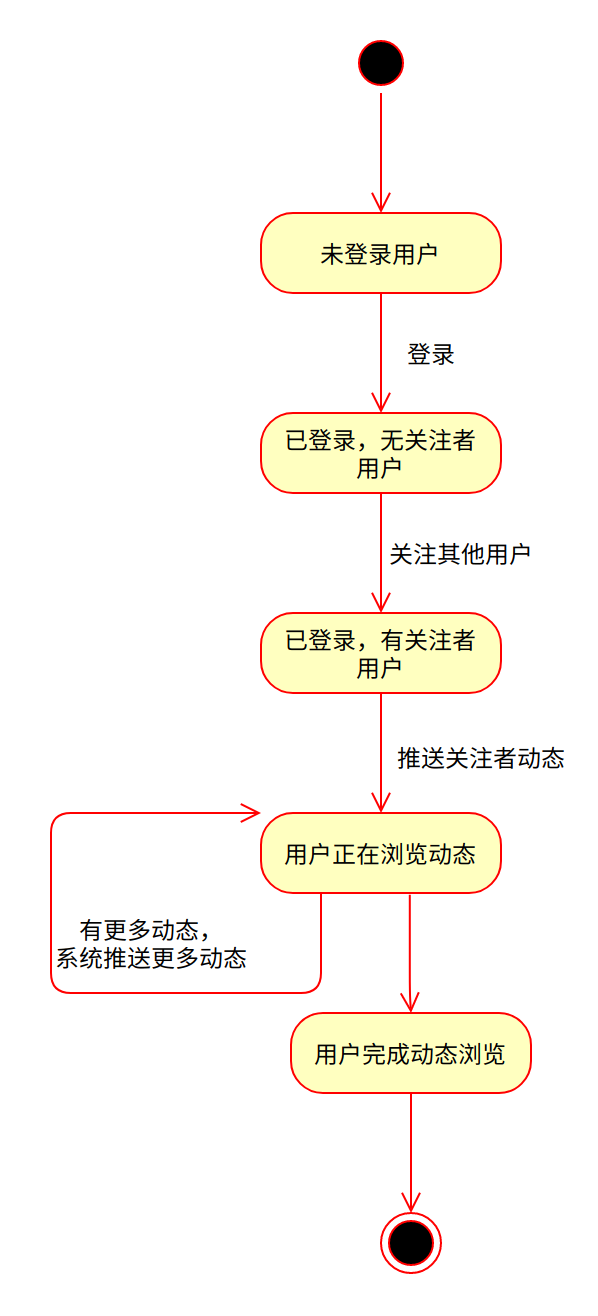 未登录用户
登录
已登录，无关注者
用户
关注其他用户
已登录，有关注者
用户
推送关注者动态
用户正在浏览动态
有更多动态，
系统推送更多动态
用户完成动态浏览